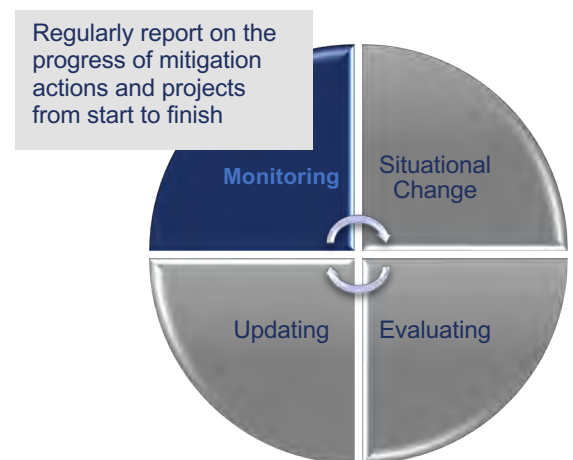 Regularly report on the
progress of mitigation
actions and projects
from start to finish
Monitoring
Situational
Change
Updating
Evaluating